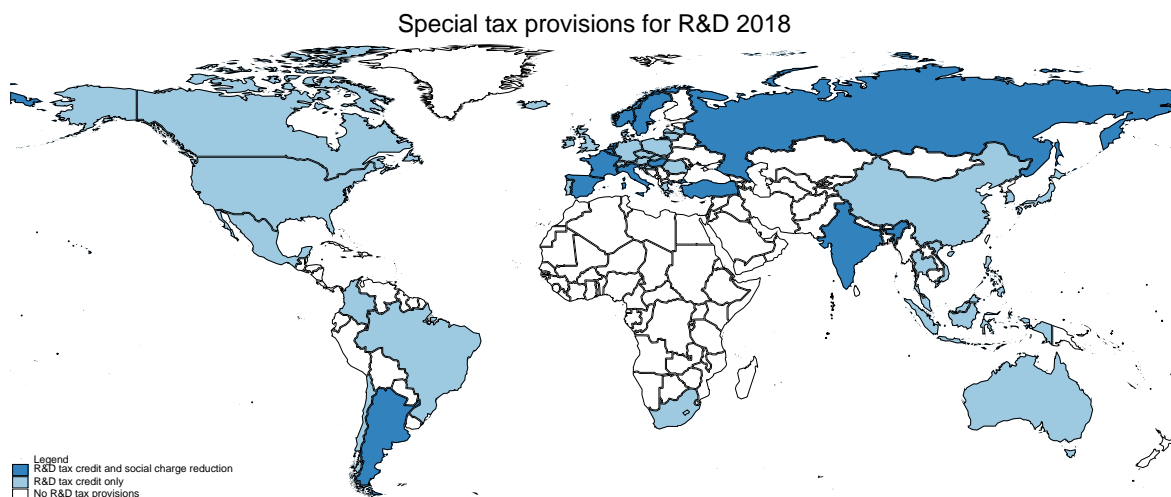 Special tax provisions for R&D 2018
Legend
R&D tax credit and social charge reduction
R&D tax credit only
No R&D tax provisions